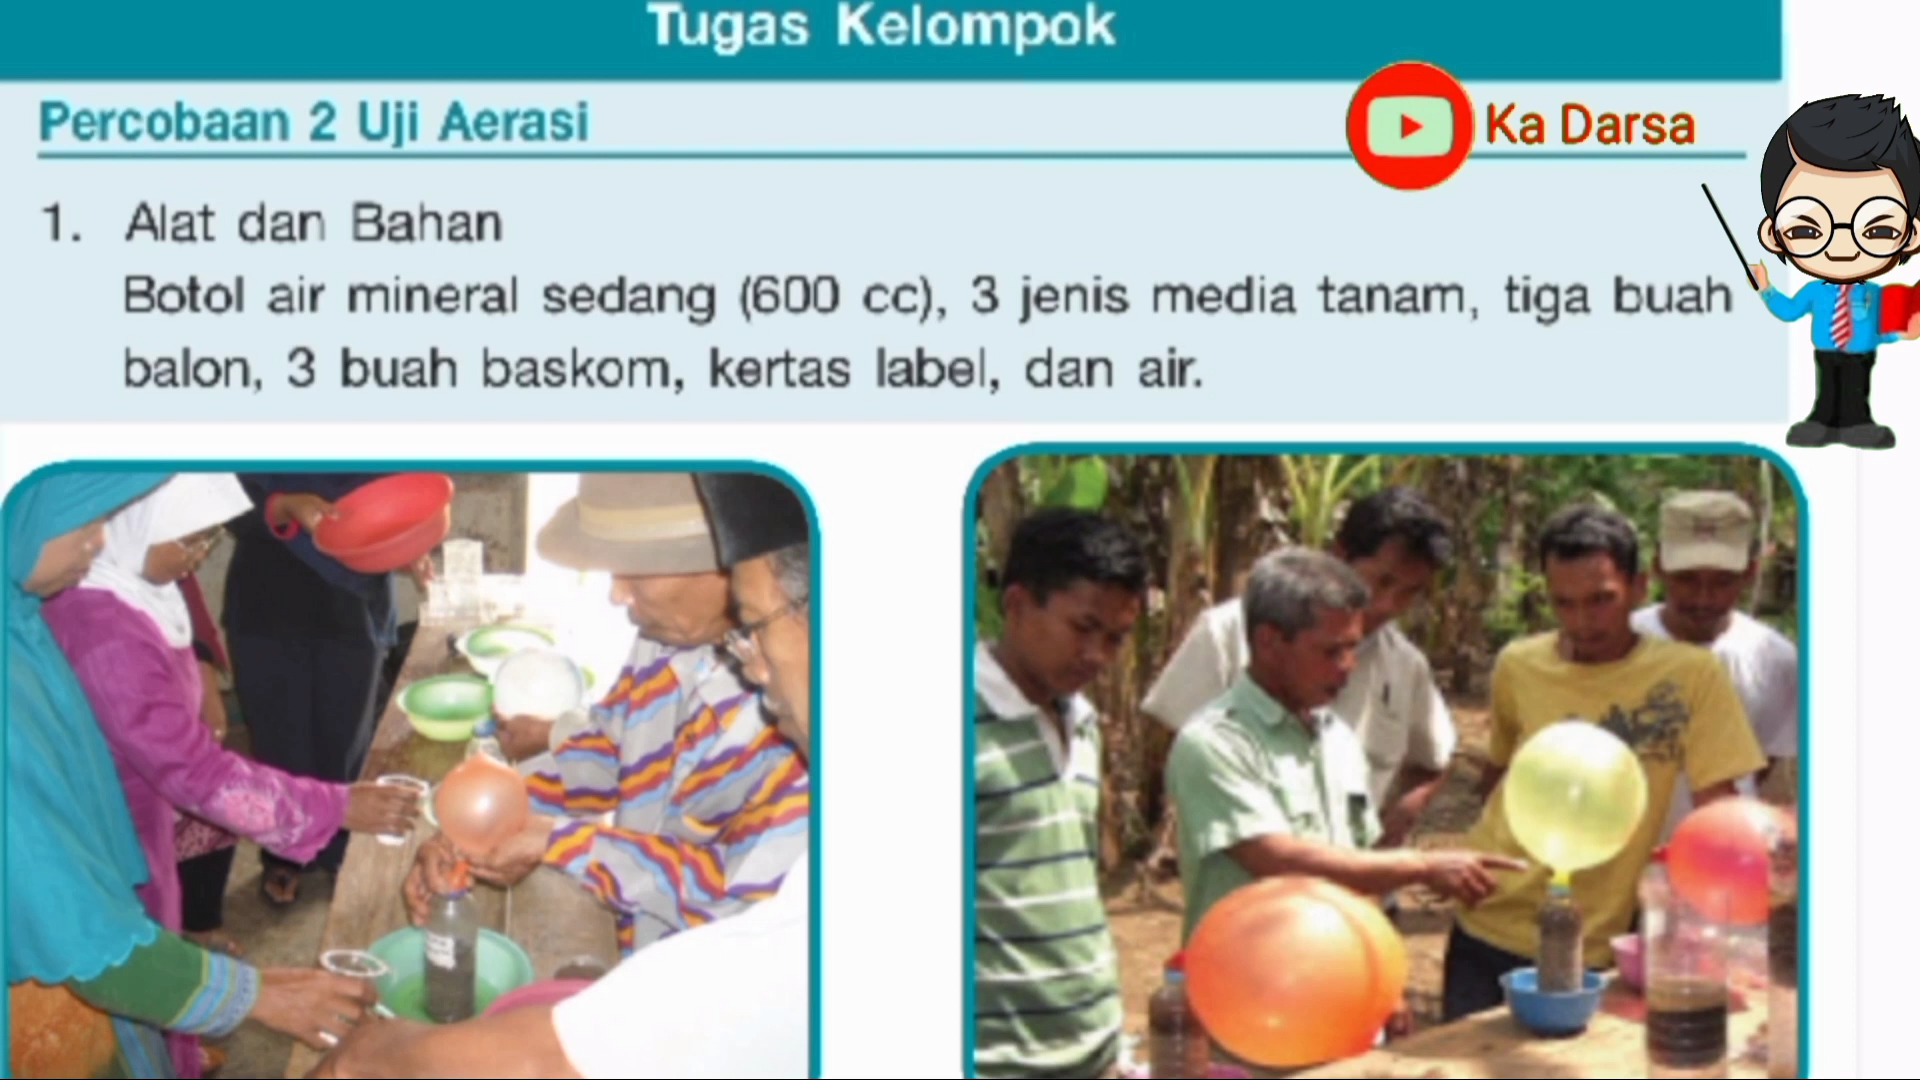 Tugas Kelompok
Percobaan 2 Uji Aerasi
Ka Darsa
1. Alat dan Bahan
Botol air mineral sedang (600 cc), 3 jenis media tanam, tiga buah
balon, 3 buah baskom, kertas label, dan air.